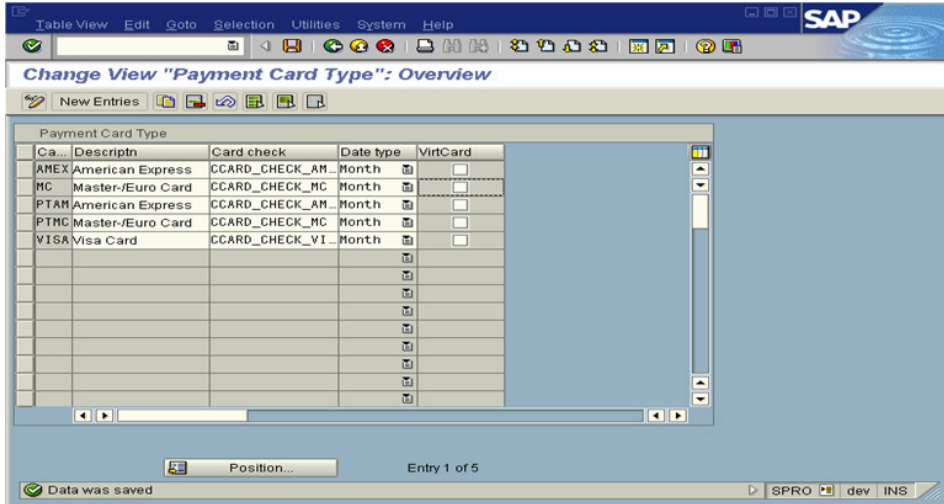 Table View Edit Goto Selection Utilities System Help
SAP
Change View "Payment Card Type": Overview
New Entries
Payment Card Type
Ca... Descriptn Card check Date type VirtCard
AMEX American Express CCARD_CHECK_AM... Month
MC Master-/Euro Card CCARD_CHECK_MC Month
PTAM American Express CCARD_CHECK_AM... Month
PTMC Master-/Euro Card CCARD_CHECK_MC Month
VISA Visa Card CCARD_CHECK_VI... Month
Position... Entry 1 of 5
Data was saved SPRO dev INS